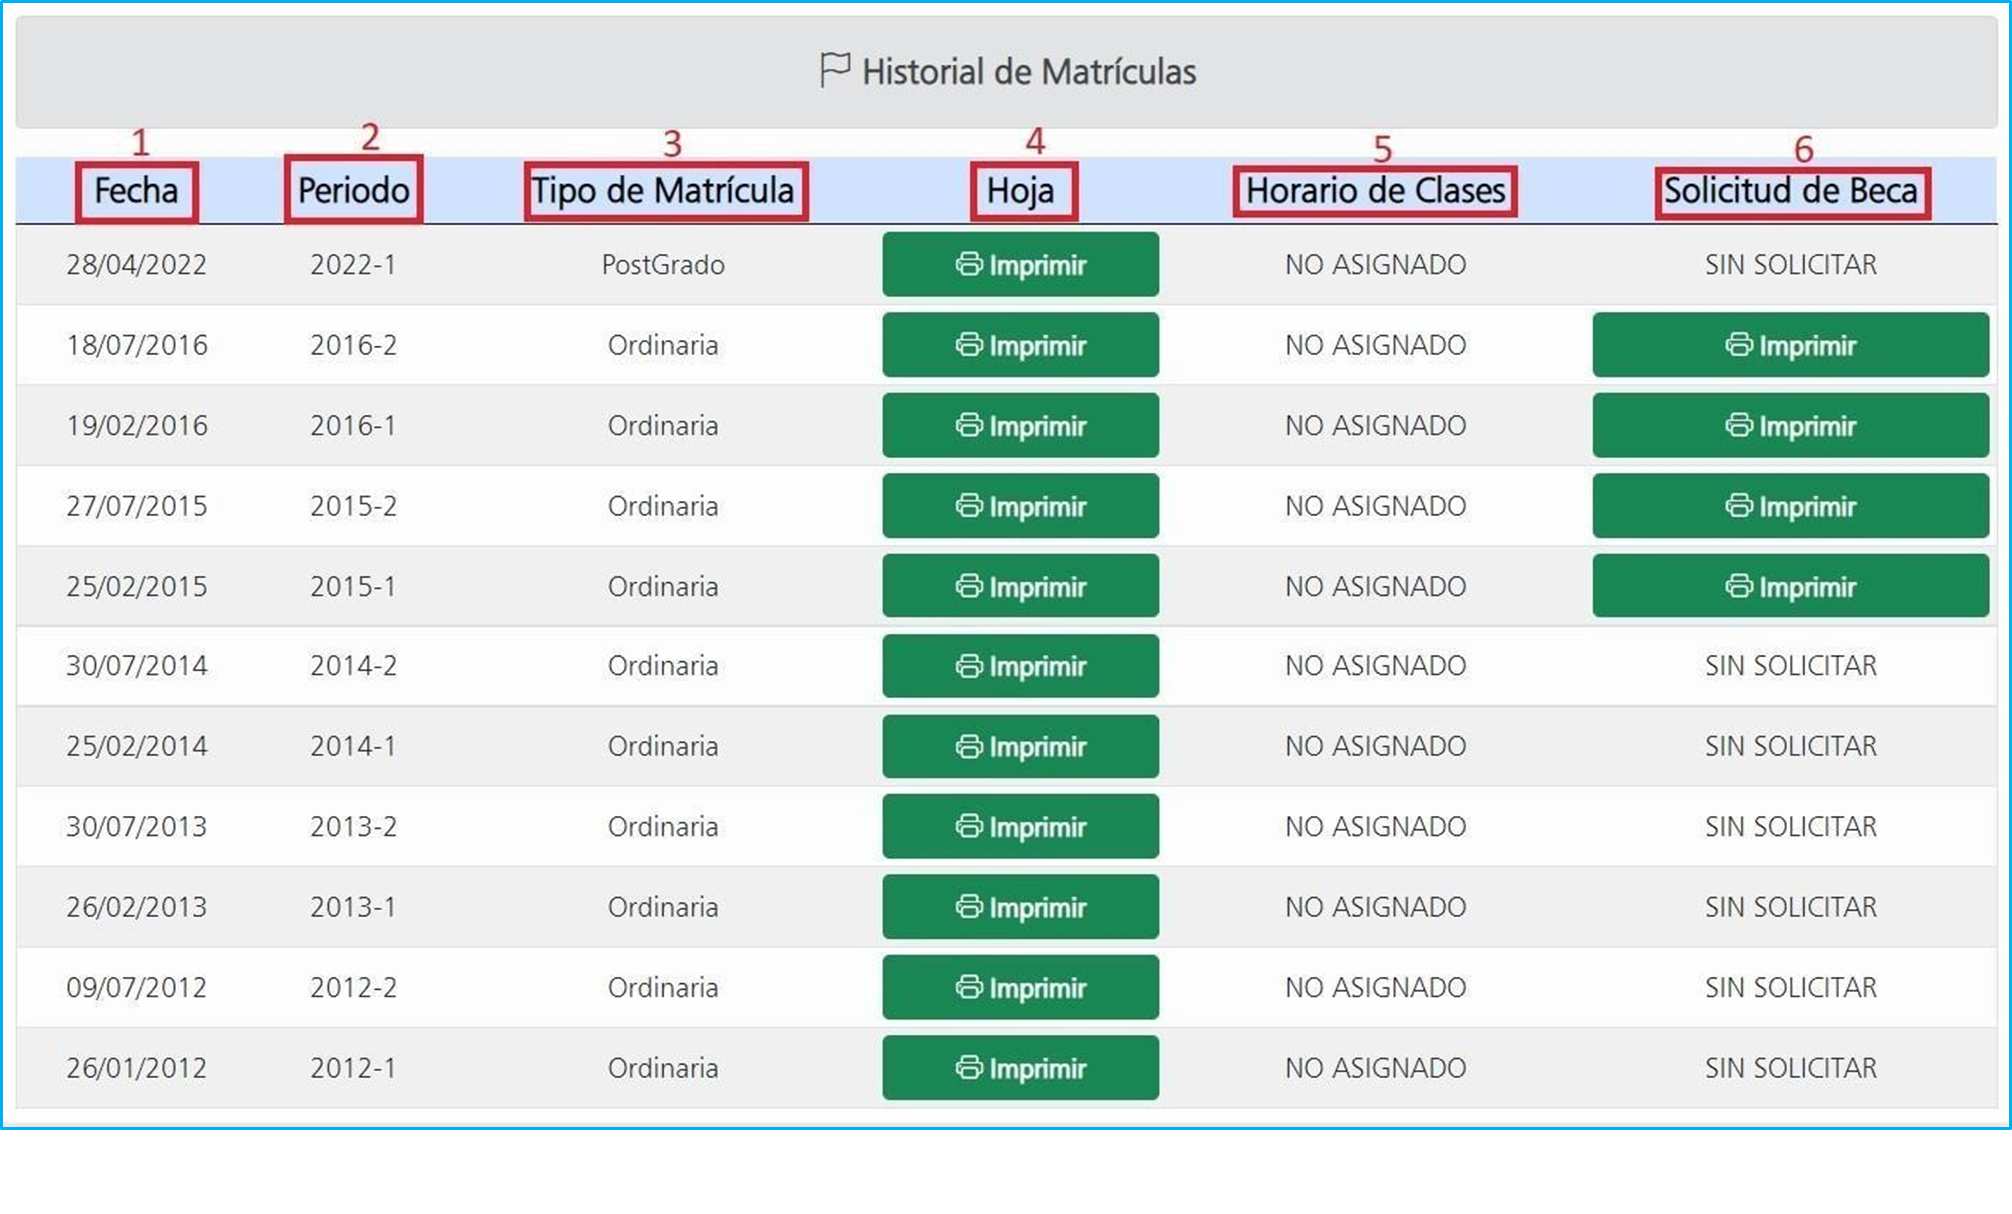 Historial de Matrículas
1 2 3 4 5 6
Fecha Periodo Tipo de Matrícula Hoja Horario de Clases Solicitud de Beca
28/04/2022 2022-1 PostGrado Imprimir NO ASIGNADO SIN SOLICITAR
18/07/2016 2016-2 Ordinaria Imprimir NO ASIGNADO Imprimir
19/02/2016 2016-1 Ordinaria Imprimir NO ASIGNADO Imprimir
27/07/2015 2015-2 Ordinaria Imprimir NO ASIGNADO Imprimir
25/02/2015 2015-1 Ordinaria Imprimir NO ASIGNADO Imprimir
30/07/2014 2014-2 Ordinaria Imprimir NO ASIGNADO SIN SOLICITAR
25/02/2014 2014-1 Ordinaria Imprimir NO ASIGNADO SIN SOLICITAR
30/07/2013 2013-2 Ordinaria Imprimir NO ASIGNADO SIN SOLICITAR
26/02/2013 2013-1 Ordinaria Imprimir NO ASIGNADO SIN SOLICITAR
09/07/2012 2012-2 Ordinaria Imprimir NO ASIGNADO SIN SOLICITAR
26/01/2012 2012-1 Ordinaria Imprimir NO ASIGNADO SIN SOLICITAR